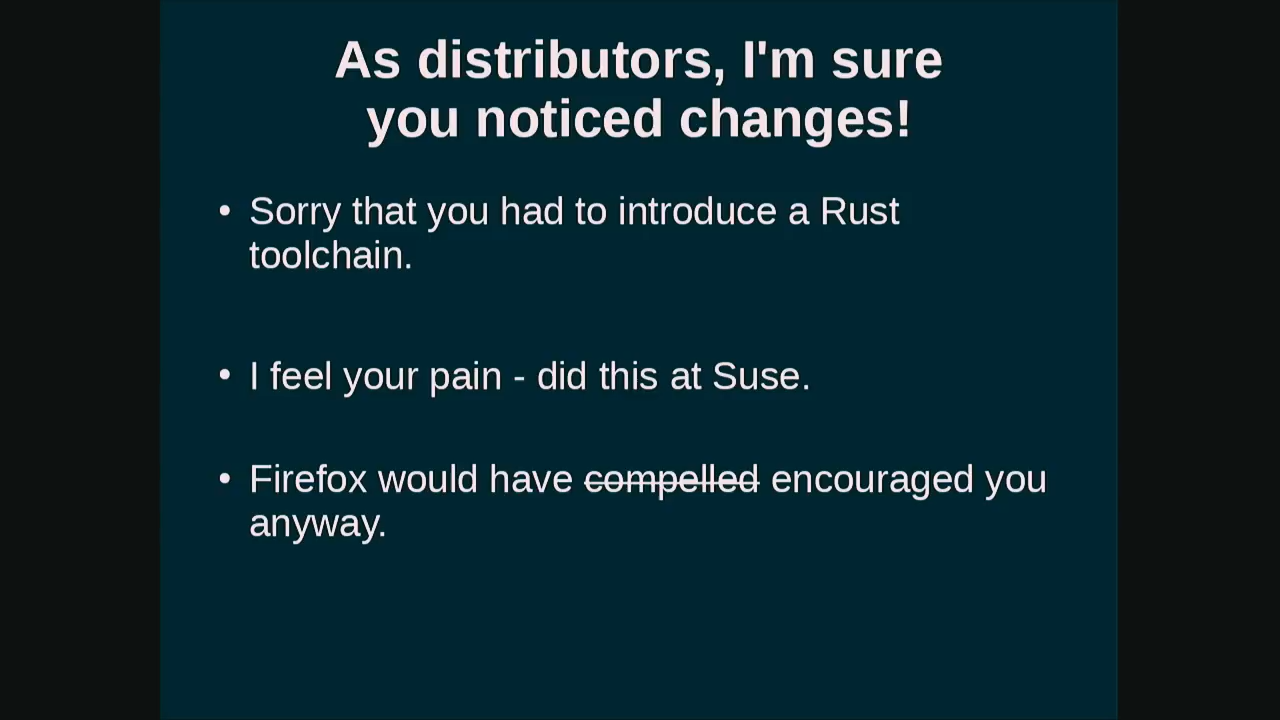 As distributors, I'm sure
you noticed changes!
• Sorry that you had to introduce a Rust
toolchain.
• I feel your pain - did this at Suse.
• Firefox would have compelled encouraged you
anyway.